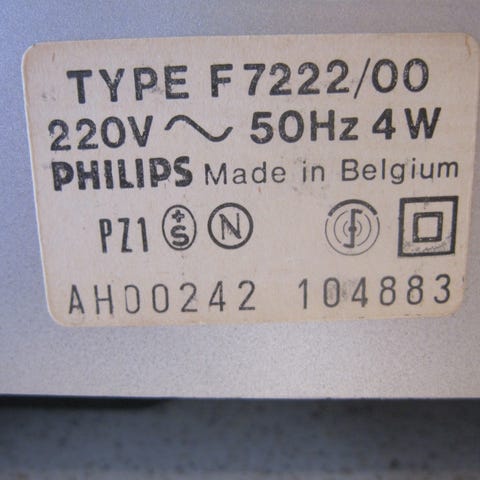 TYPE F7222/00
220V ~ 50Hz 4W
PHILIPS Made in Belgium
PZ1 +S N
AH00242 104883